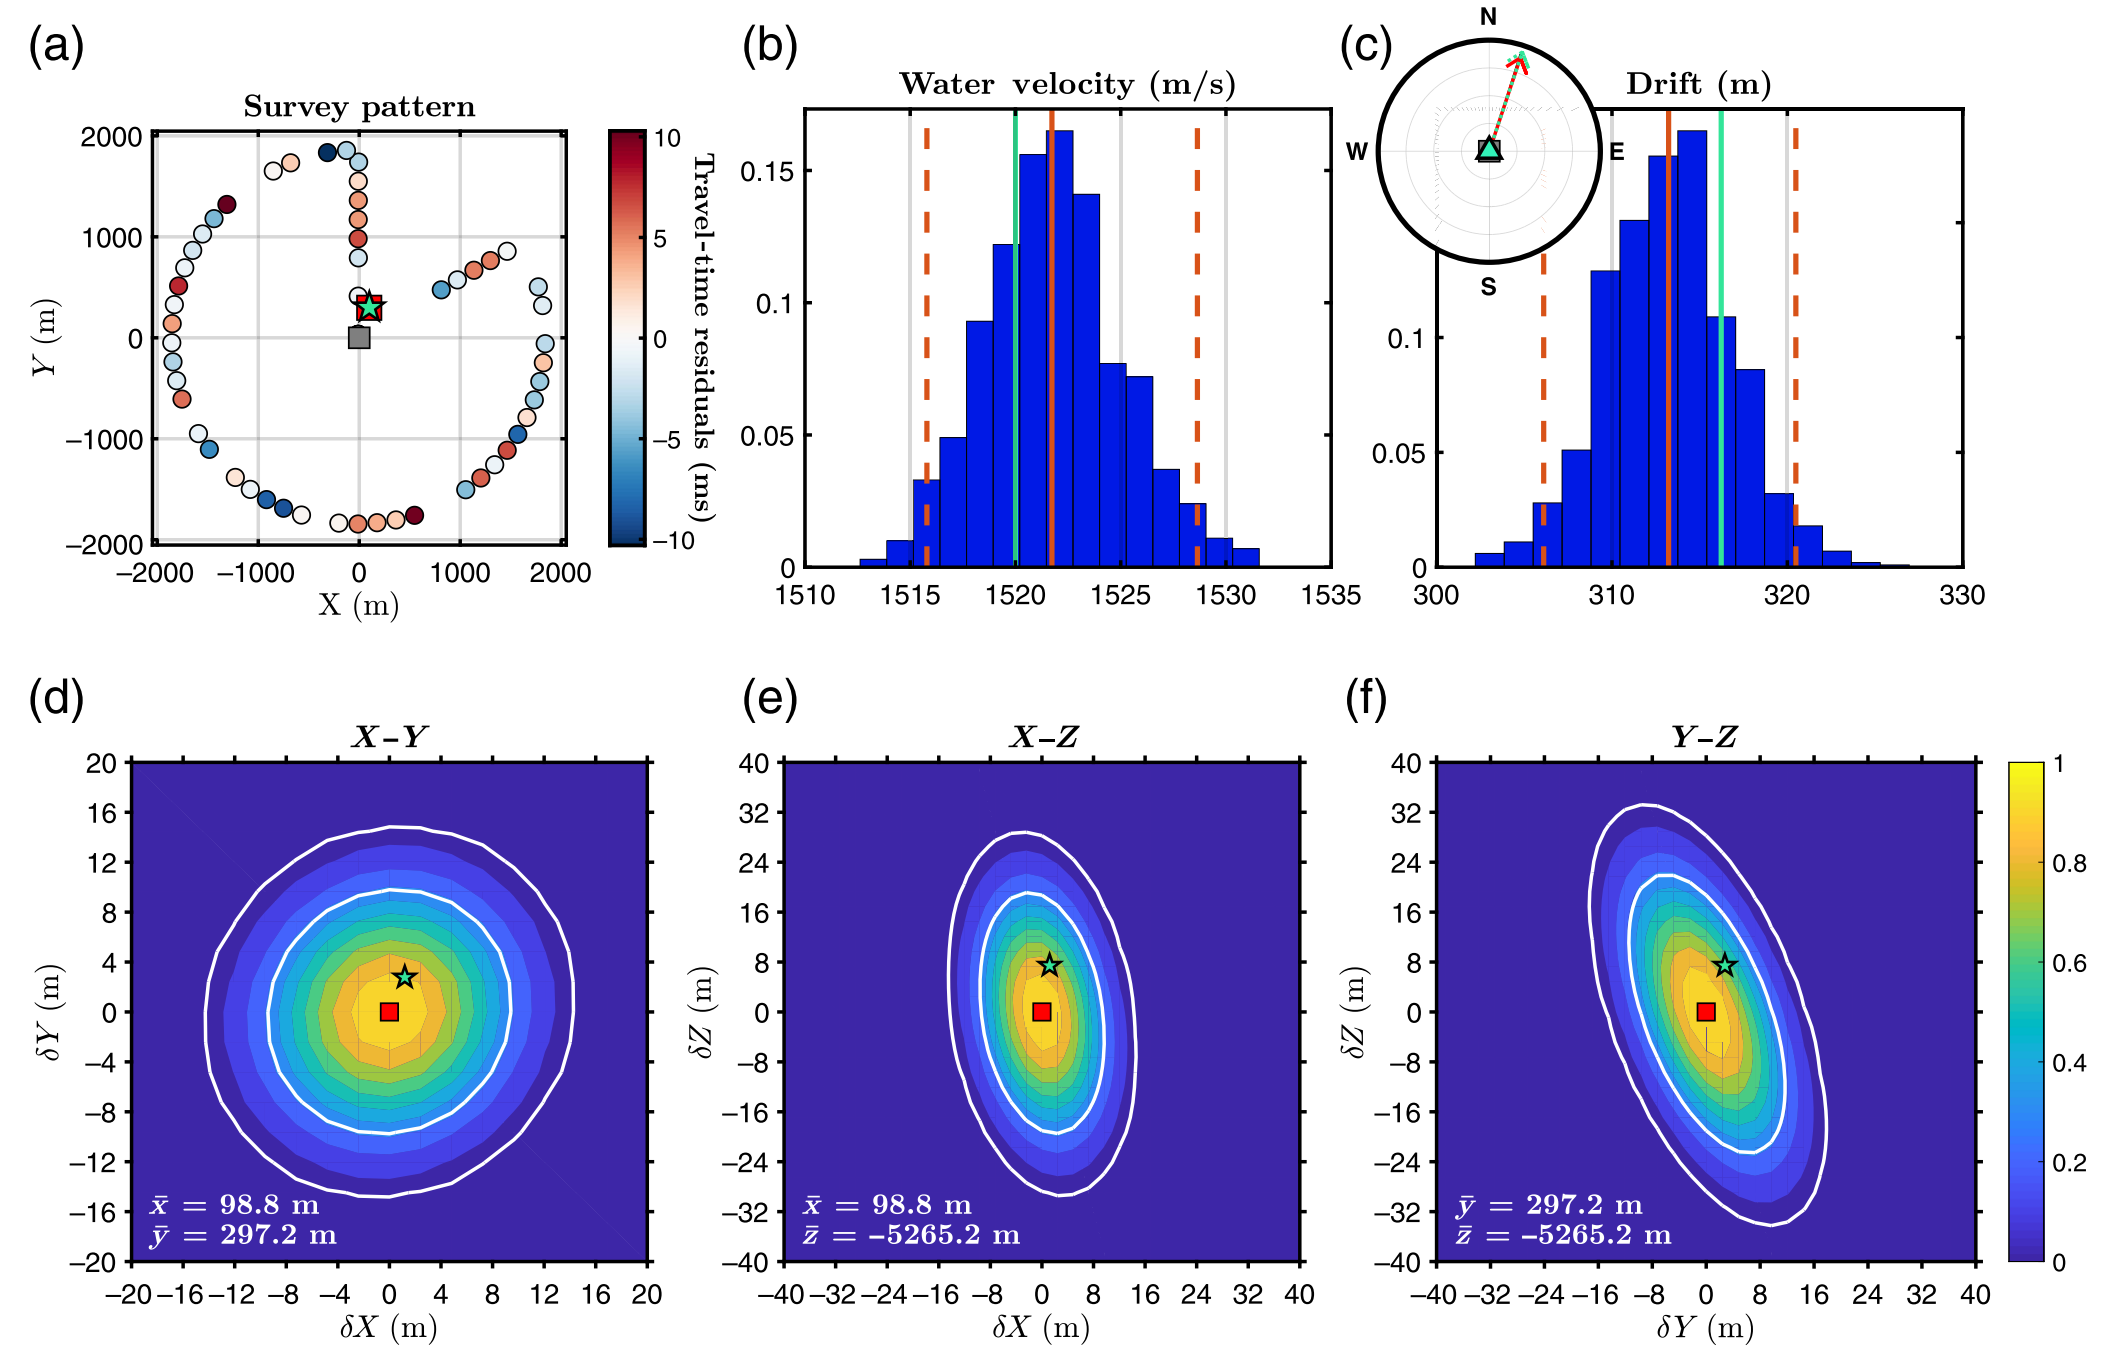 (a)
Survey pattern
2000
1000
0
−1000
−2000
Y (m)
−2000 −1000 0 1000 2000
X (m)
10
5
0
−5
−10
Travel-time residuals (ms)
(b)
Water velocity (m/s)
0.15
0.1
0.05
0
1510 1515 1520 1525 1530 1535
(c)
N
W
E
S
Drift (m)
0.1
0.05
0
300 310 320 330
(d)
X–Y
20
16
12
8
4
0
−4
−8
−12
−16
−20
δY (m)
x̄ = 98.8 m
ȳ = 297.2 m
−20 −16 −12 −8 −4 0 4 8 12 16 20
δX (m)
(e)
X–Z
40
32
24
16
8
0
−8
−16
−24
−32
−40
δZ (m)
x̄ = 98.8 m
z̄ = −5265.2 m
−40 −32 −24 −16 −8 0 8 16 24 32 40
δX (m)
(f)
Y–Z
40
32
24
16
8
0
−8
−16
−24
−32
−40
δZ (m)
ȳ = 297.2 m
z̄ = −5265.2 m
−40 −32 −24 −16 −8 0 8 16 24 32 40
δY (m)
1
0.8
0.6
0.4
0.2
0